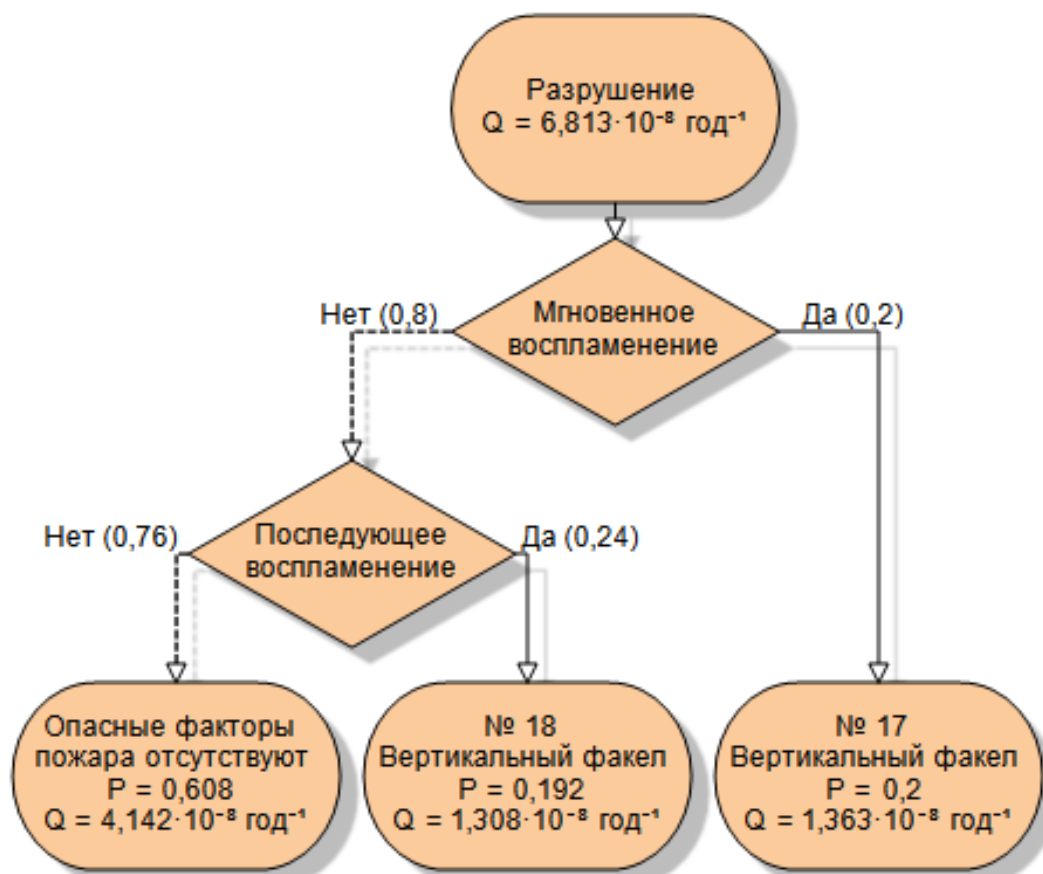 Разрушение
Q = 6,813·10⁻⁸ год⁻¹
Нет (0,8)
Мгновенное
воспламенение
Да (0,2)
Нет (0,76)
Последующее
воспламенение
Да (0,24)
Опасные факторы
пожара отсутствуют
P = 0,608
Q = 4,142·10⁻⁸ год⁻¹
№ 18
Вертикальный факел
P = 0,192
Q = 1,308·10⁻⁸ год⁻¹
№ 17
Вертикальный факел
P = 0,2
Q = 1,363·10⁻⁸ год⁻¹